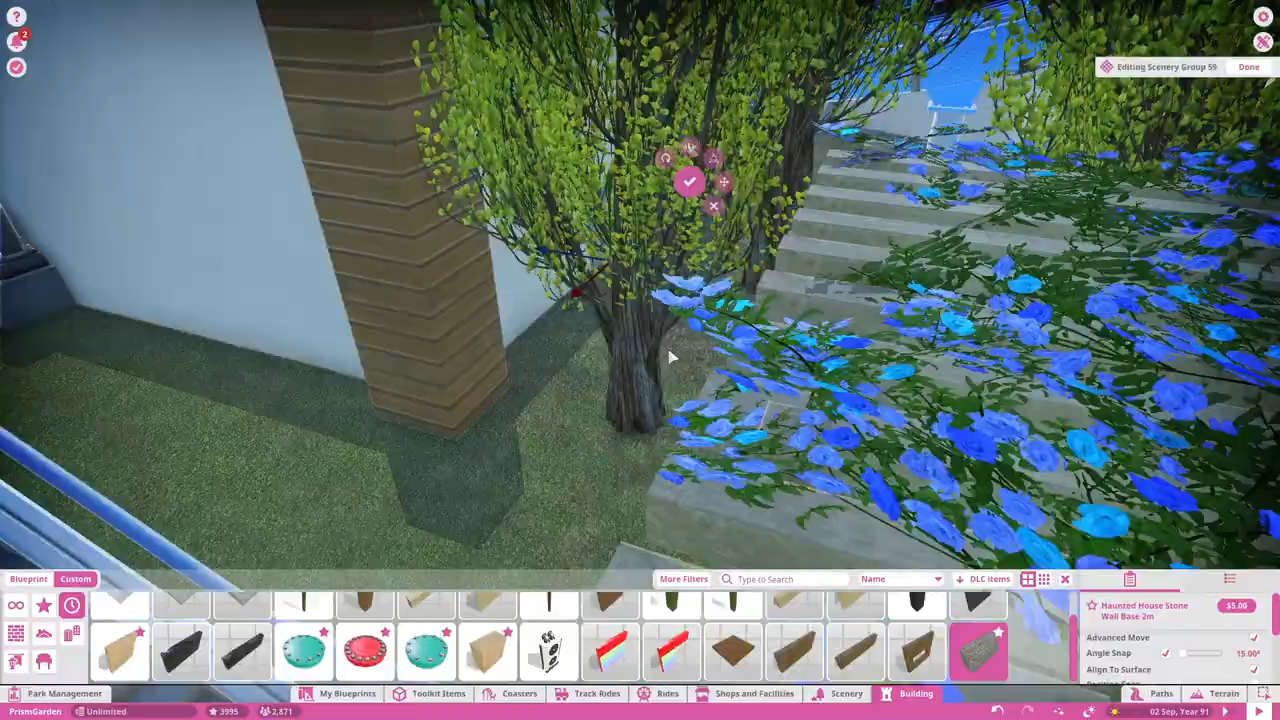 ?
2
Editing Scenery Group 59 Done
Blueprint Custom More Filters Type to Search Name DLC items
Haunted House Stone Wall Base 2m $5.00
Advanced Move
Angle Snap 15.00°
Align To Surface
Park Management My Blueprints Toolkit Items Coasters Track Rides Rides Shops and Facilities Scenery Building Paths Terrain
PrismGarden Unlimited 3995 2,871 02 Sep, Year 91